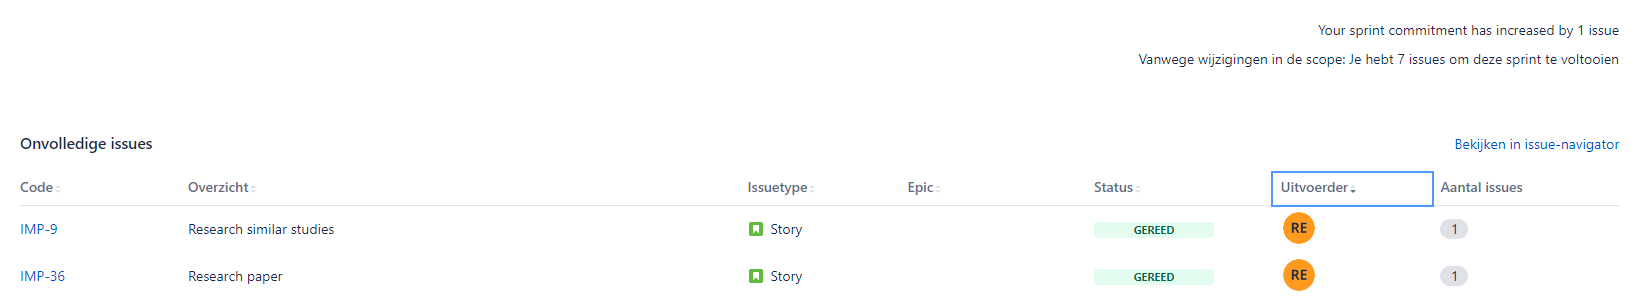 Your sprint commitment has increased by 1 issue
Vanwege wijzigingen in de scope: Je hebt 7 issues om deze sprint te voltooien
Onvolledige issues Bekijken in issue-navigator
Code Overzicht Issuetype Epic Status Uitvoerder Aantal issues
IMP-9 Research similar studies Story GEREED RE 1
IMP-36 Research paper Story GEREED RE 1